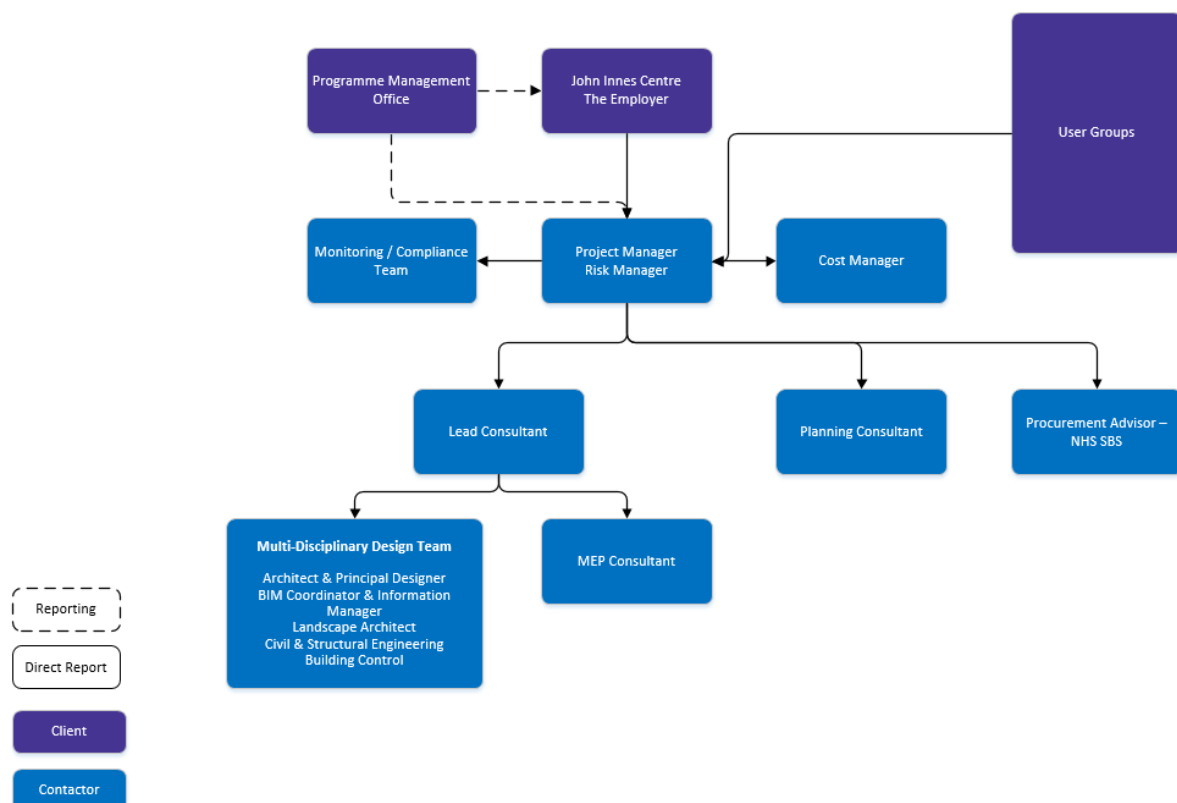 Programme Management
Office
John Innes Centre
The Employer
User Groups
Monitoring / Compliance
Team
Project Manager
Risk Manager
Cost Manager
Lead Consultant
Planning Consultant
Procurement Advisor –
NHS SBS
Multi-Disciplinary Design Team
Architect & Principal Designer
BIM Coordinator & Information
Manager
Landscape Architect
Civil & Structural Engineering
Building Control
MEP Consultant
Reporting
Direct Report
Client
Contactor